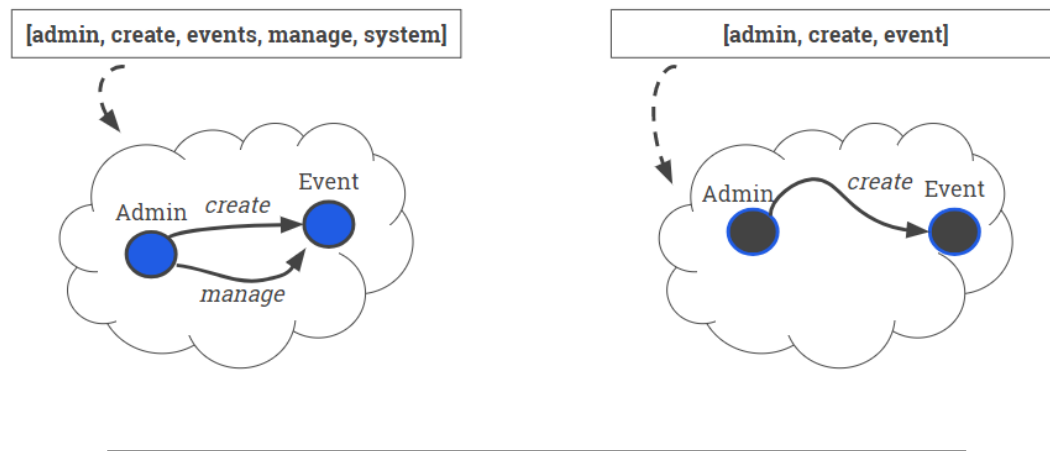 [admin, create, events, manage, system]
[admin, create, event]
Event
Admin
create
manage
Admin
create
Event